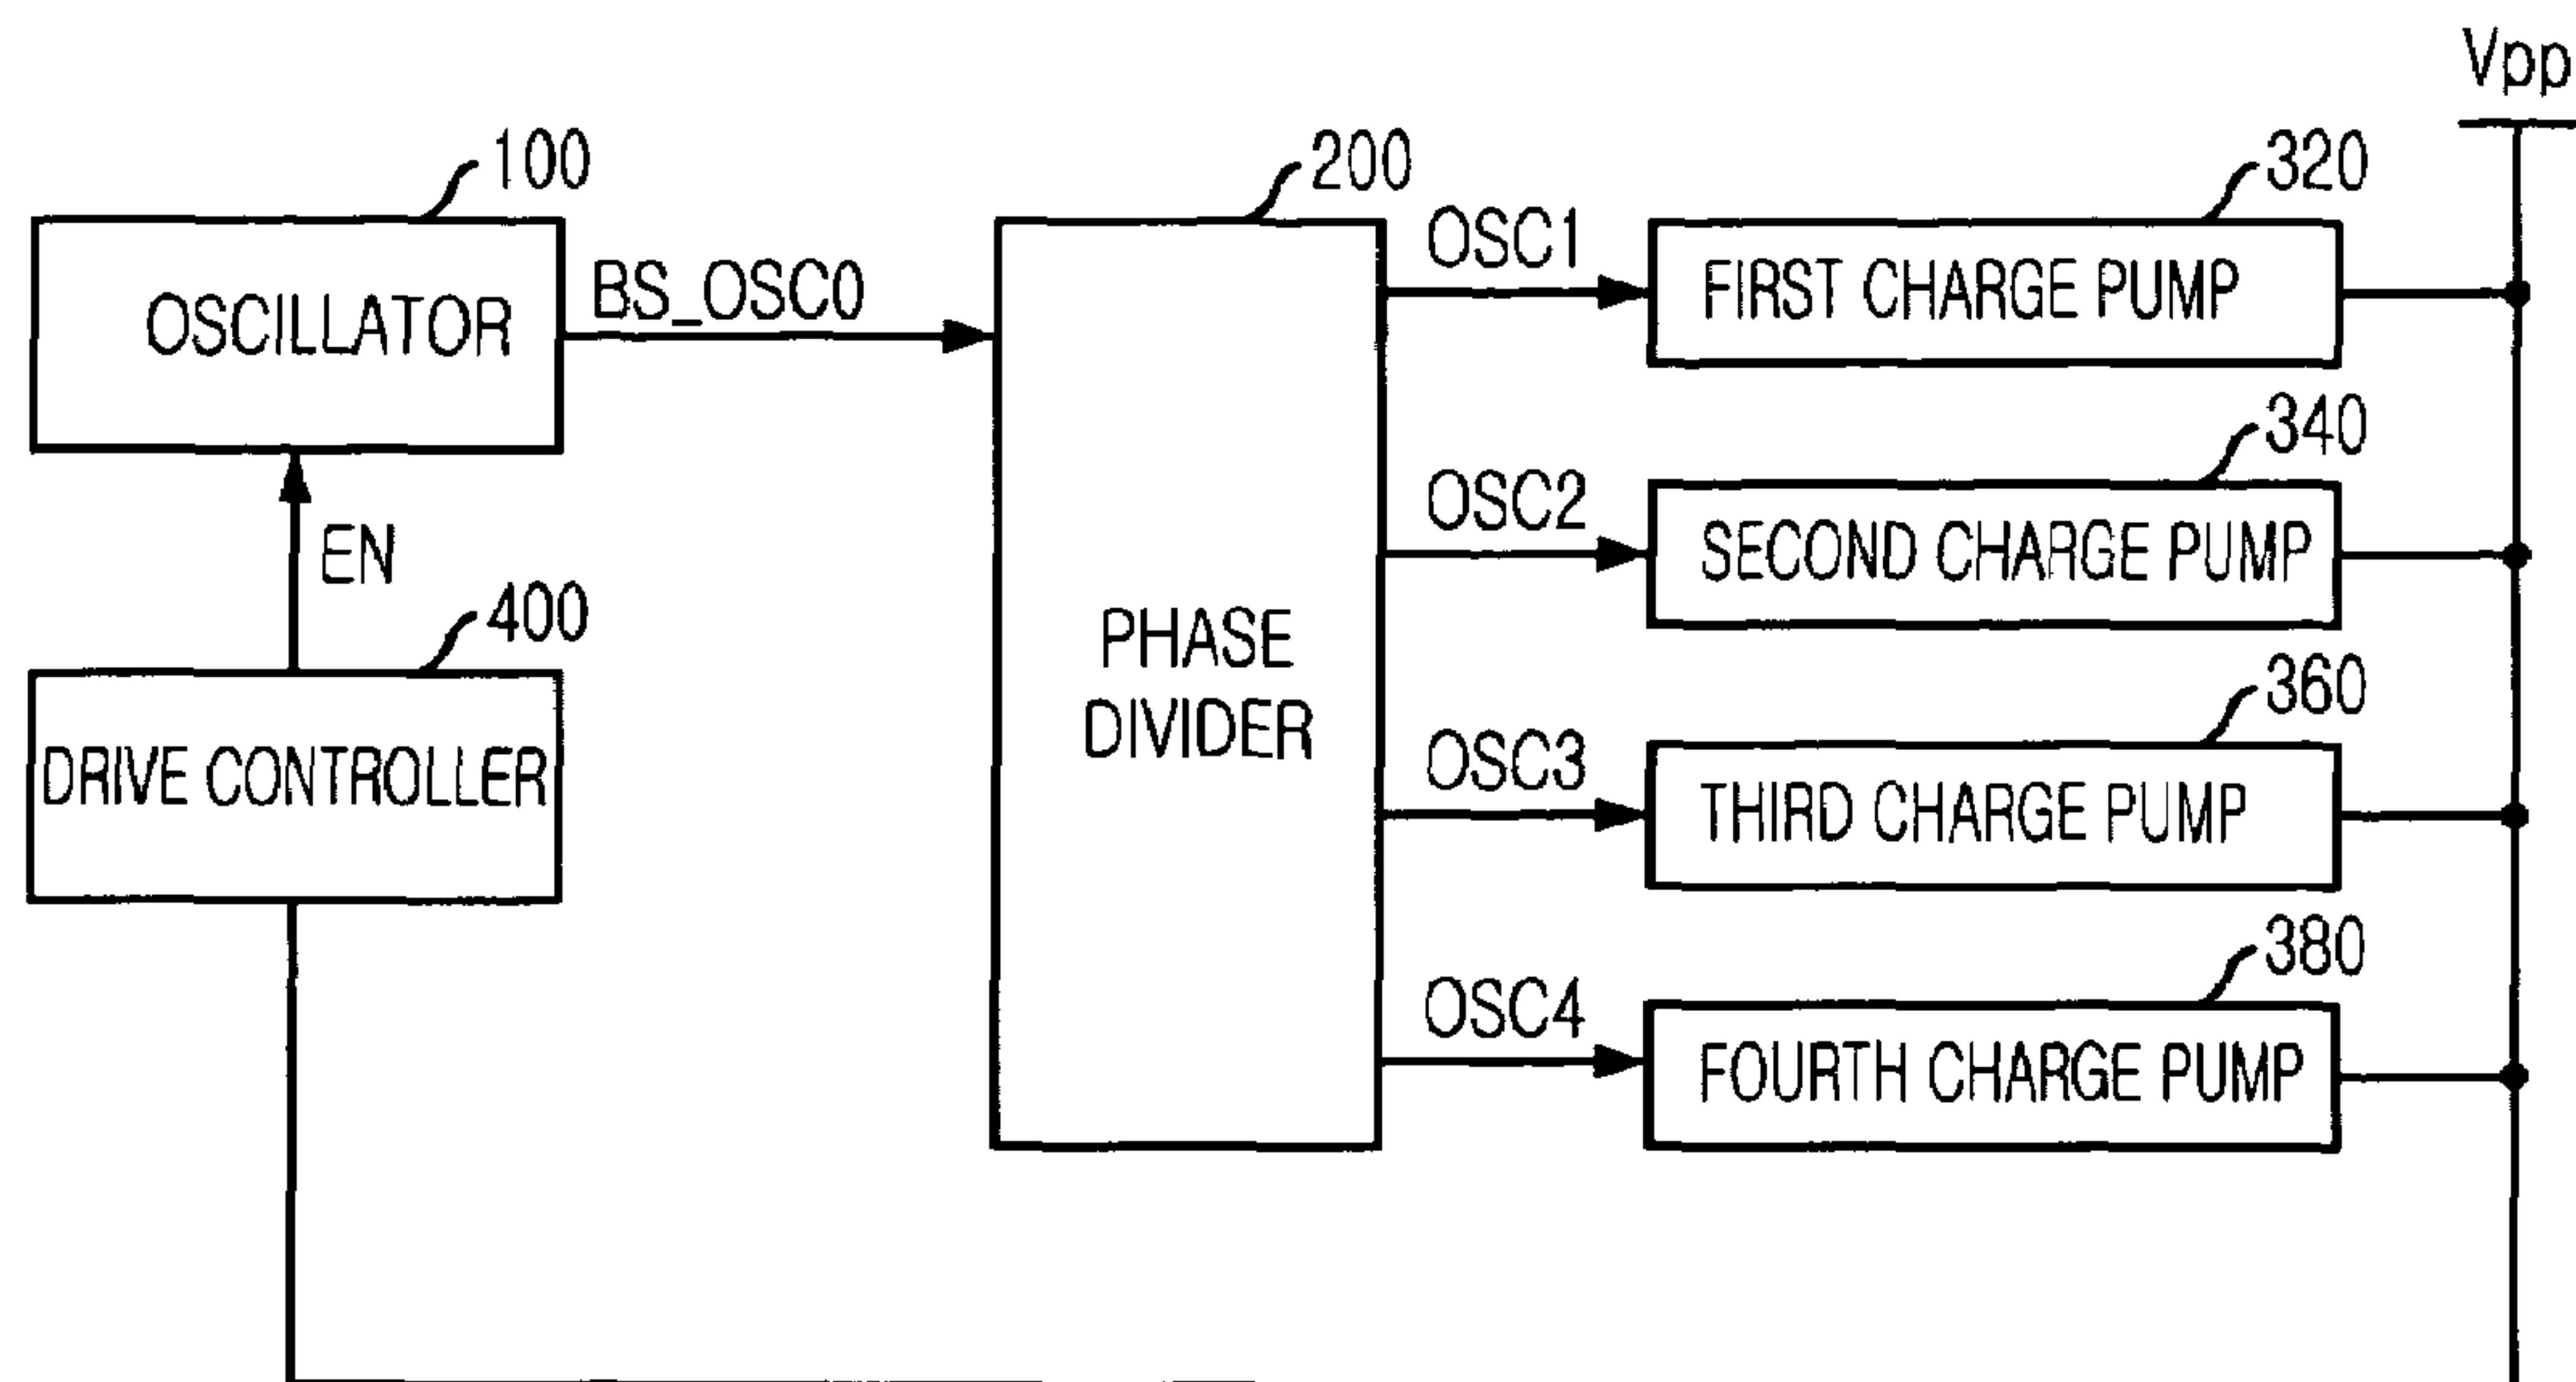 Vpp
100
200
320
OSCILLATOR
BS_OSC0
OSC1
FIRST CHARGE PUMP
340
EN
OSC2
SECOND CHARGE PUMP
400
DRIVE CONTROLLER
PHASE
DIVIDER
360
OSC3
THIRD CHARGE PUMP
380
OSC4
FOURTH CHARGE PUMP